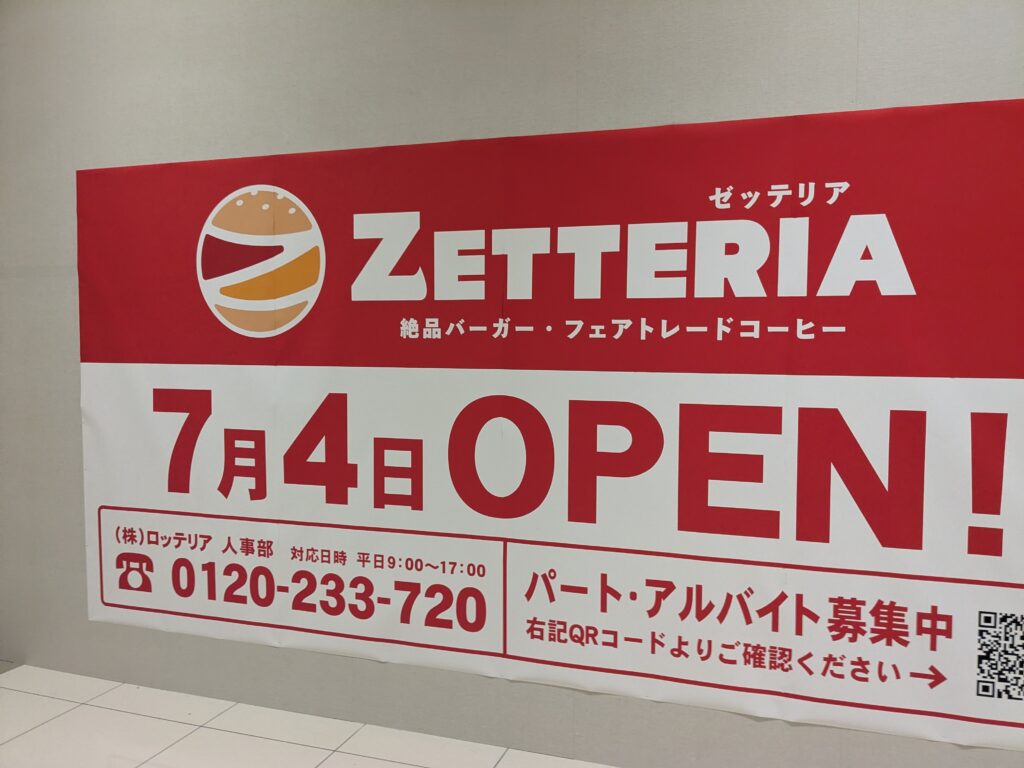 ゼッテリア
ZETTERIA
絶品バーガー・フェアトレードコーヒー
7月4日OPEN!
(株)ロッテリア 人事部 対応日時 平日9:00〜17:00
☎0120-233-720
パート・アルバイト募集中
右記QRコードよりご確認ください→